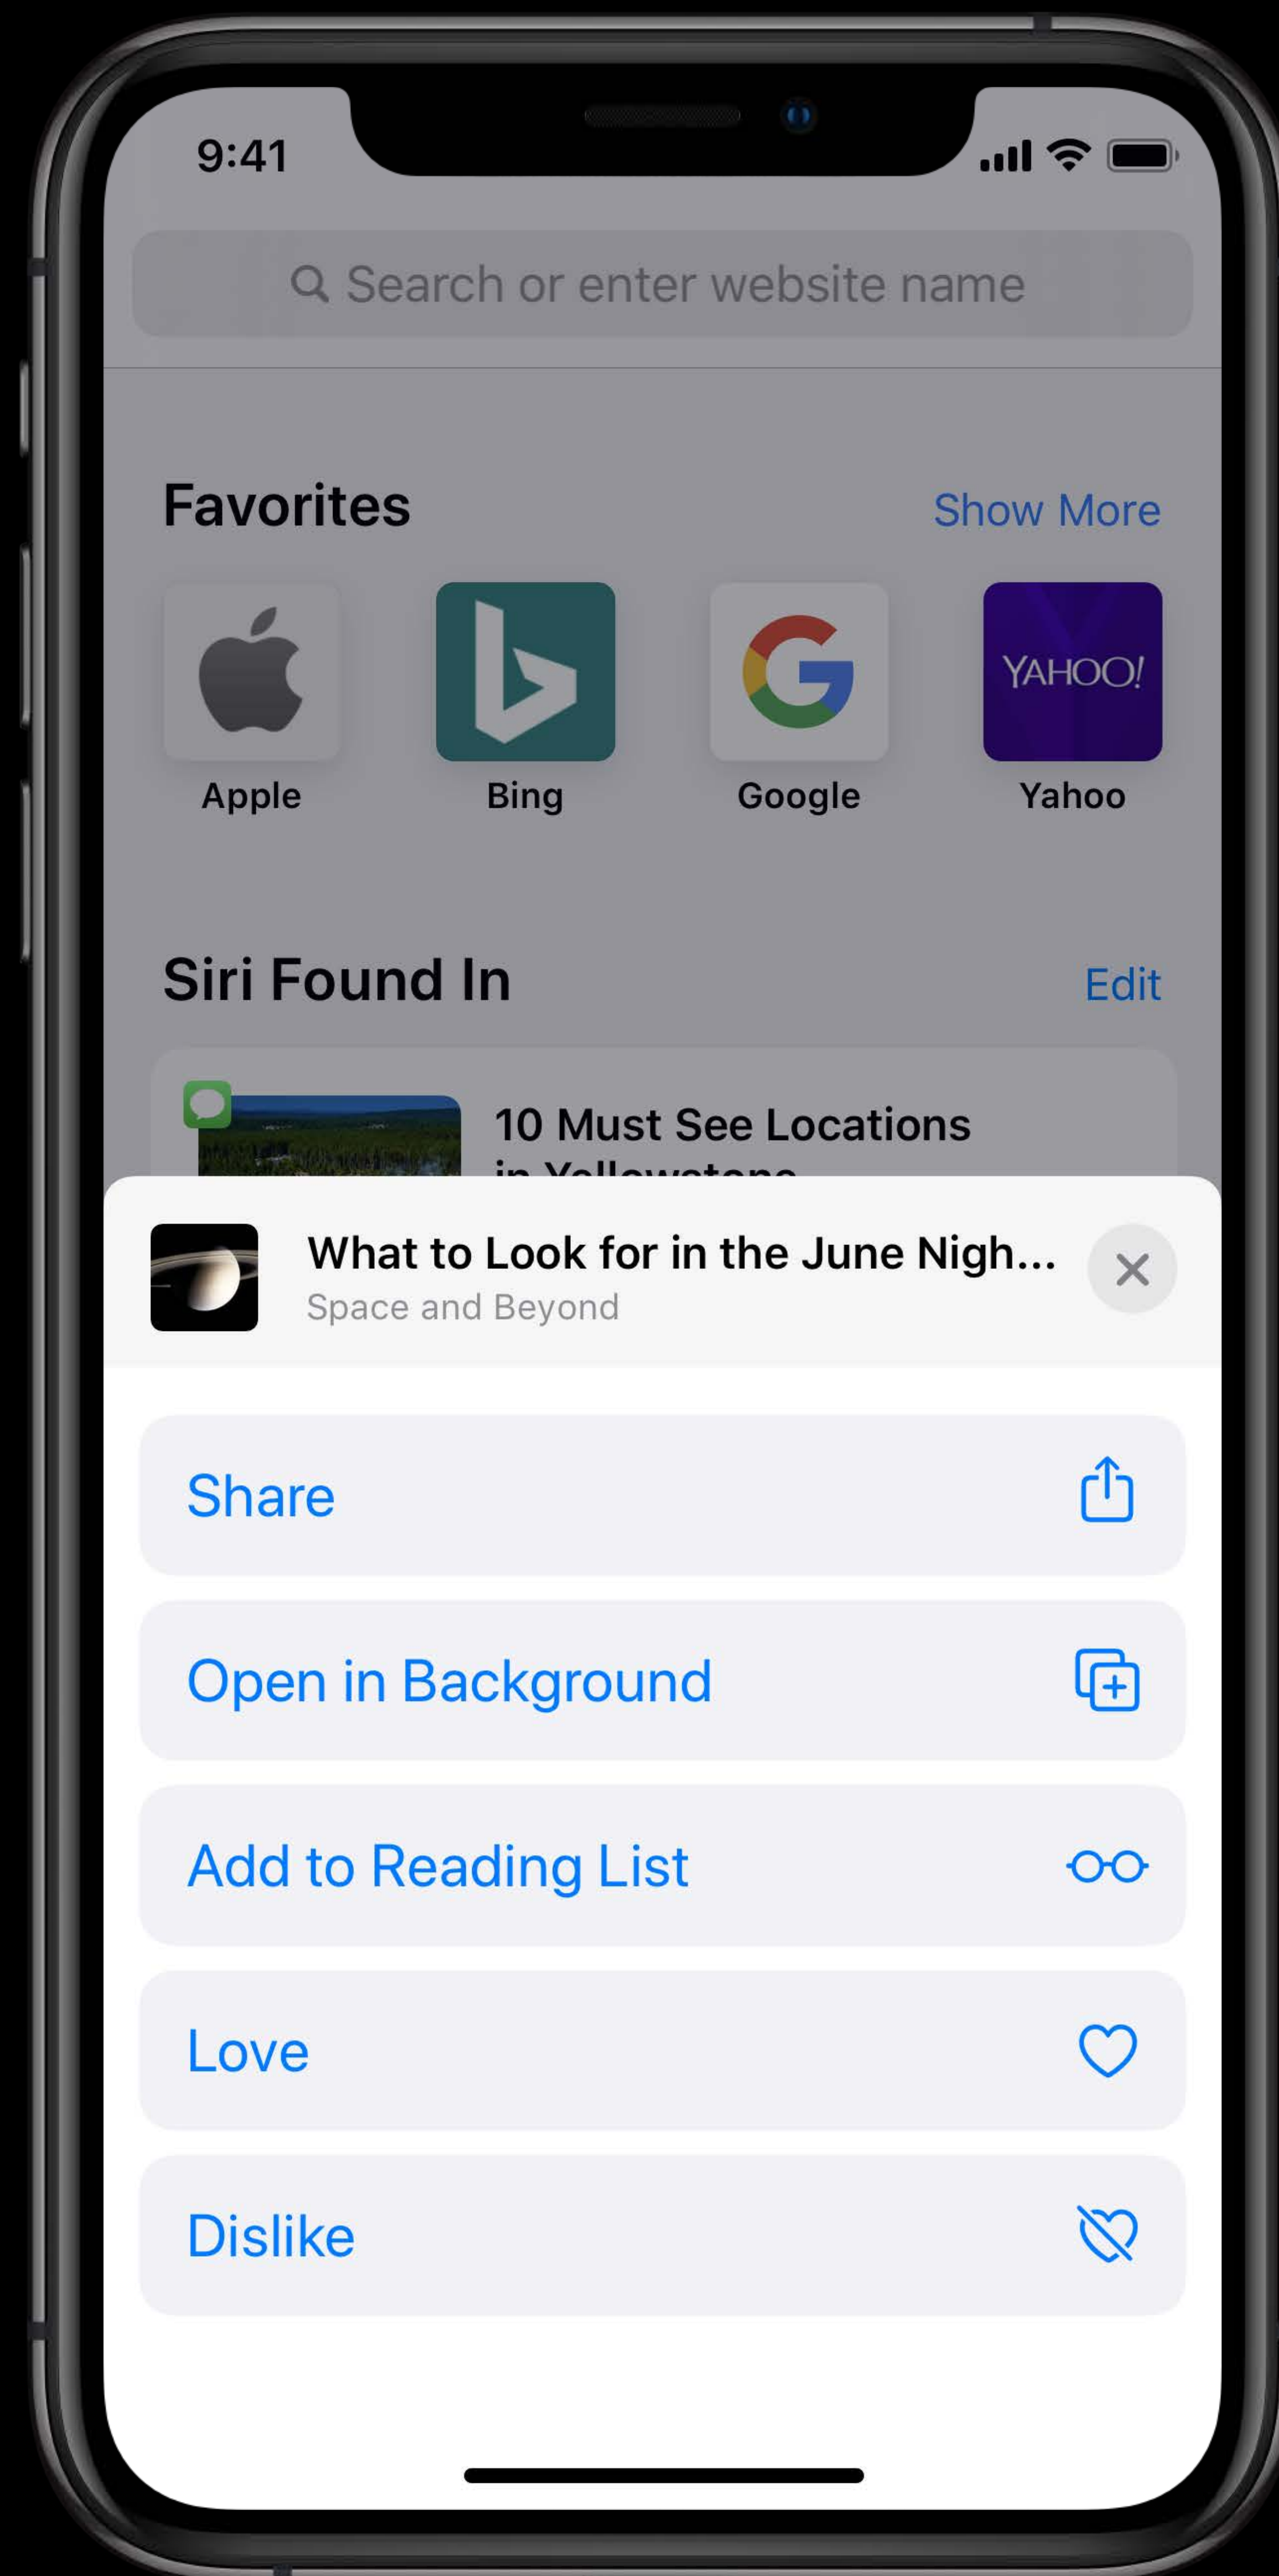 9:41
Search or enter website name
Favorites
Show More
YAHOO!
Apple
Bing
Google
Yahoo
Siri Found In
Edit
10 Must See Locations
in Yellowstone
What to Look for in the June Nigh...
Space and Beyond
Share
Open in Background
Add to Reading List
Love
Dislike